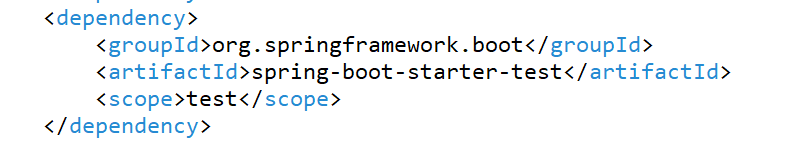 <dependency>
    <groupId>org.springframework.boot</groupId>
    <artifactId>spring-boot-starter-test</artifactId>
    <scope>test</scope>
</dependency>